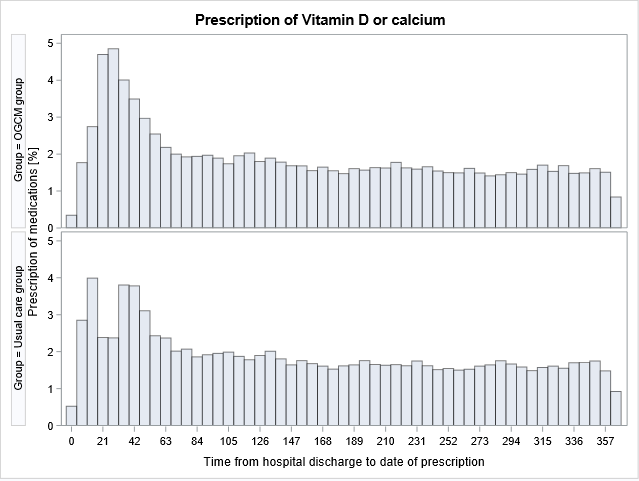 Prescription of Vitamin D or calcium
Group = OGCM group
Group = Usual care group
Prescription of medications [%]
5
4
3
2
1
0
5
4
3
2
1
0
0 21 42 63 84 105 126 147 168 189 210 231 252 273 294 315 336 357
Time from hospital discharge to date of prescription